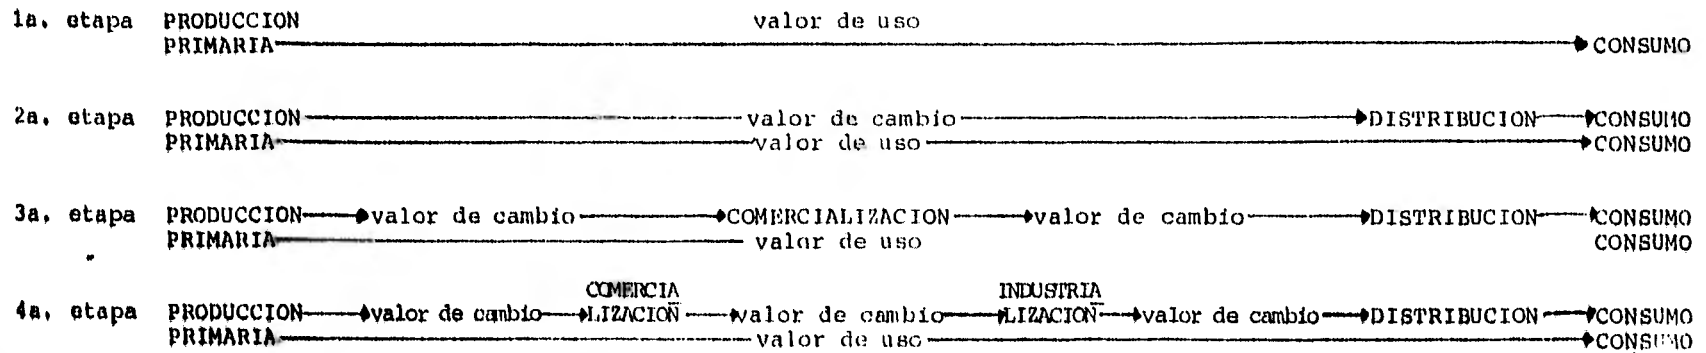 1a. etapa PRODUCCION valor de uso
PRIMARIA CONSUMO
2a. etapa PRODUCCION valor de cambio DISTRIBUCION CONSUMO
PRIMARIA valor de uso CONSUMO
3a. etapa PRODUCCION valor de cambio COMERCIALIZACION valor de cambio DISTRIBUCION CONSUMO
PRIMARIA valor de uso CONSUMO
COMERCIA INDUSTRIA
4a. etapa PRODUCCION valor de cambio LIZACION valor de cambio LIZACION valor de cambio DISTRIBUCION CONSUMO
PRIMARIA valor de uso CONSUMO